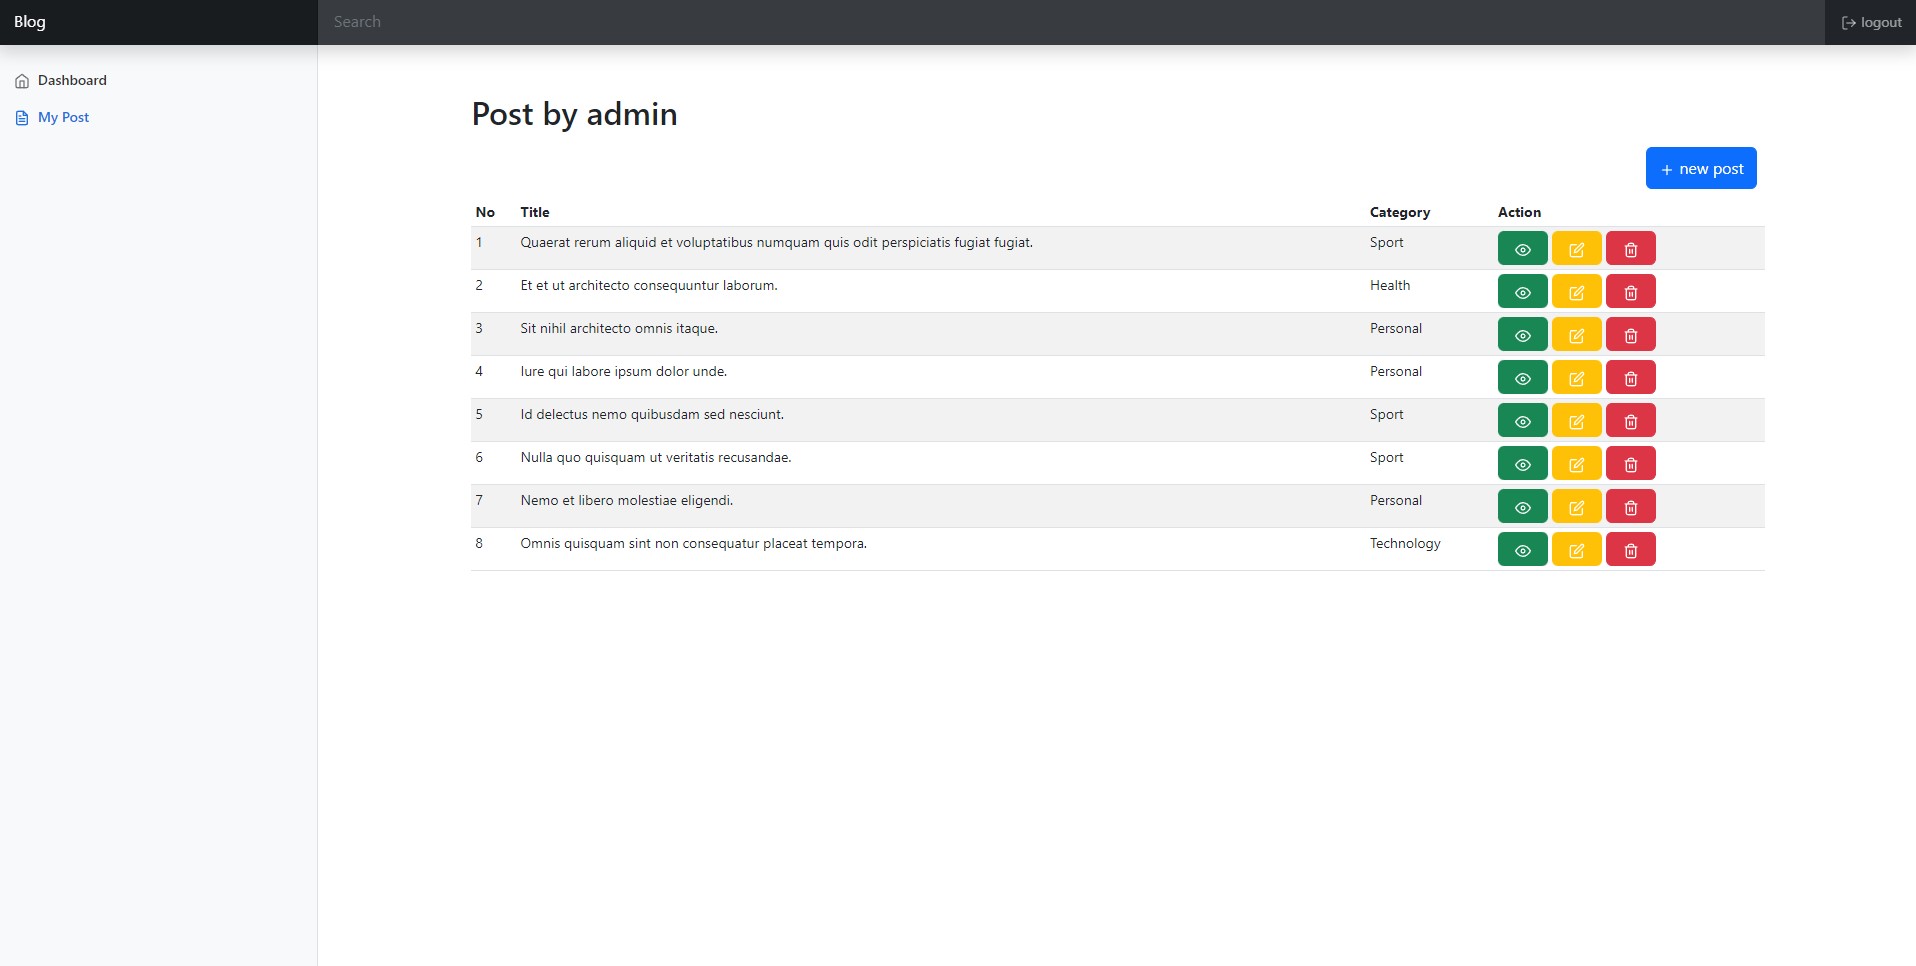 Blog
Search
logout
Dashboard
My Post
Post by admin
+ new post
No Title Category Action
1 Quaerat rerum aliquid et voluptatibus numquam quis odit perspiciatis fugiat fugiat. Sport
2 Et et ut architecto consequuntur laborum. Health
3 Sit nihil architecto omnis itaque. Personal
4 Iure qui labore ipsum dolor unde. Personal
5 Id delectus nemo quibusdam sed nesciunt. Sport
6 Nulla quo quisquam ut veritatis recusandae. Sport
7 Nemo et libero molestiae eligendi. Personal
8 Omnis quisquam sint non consequatur placeat tempora. Technology